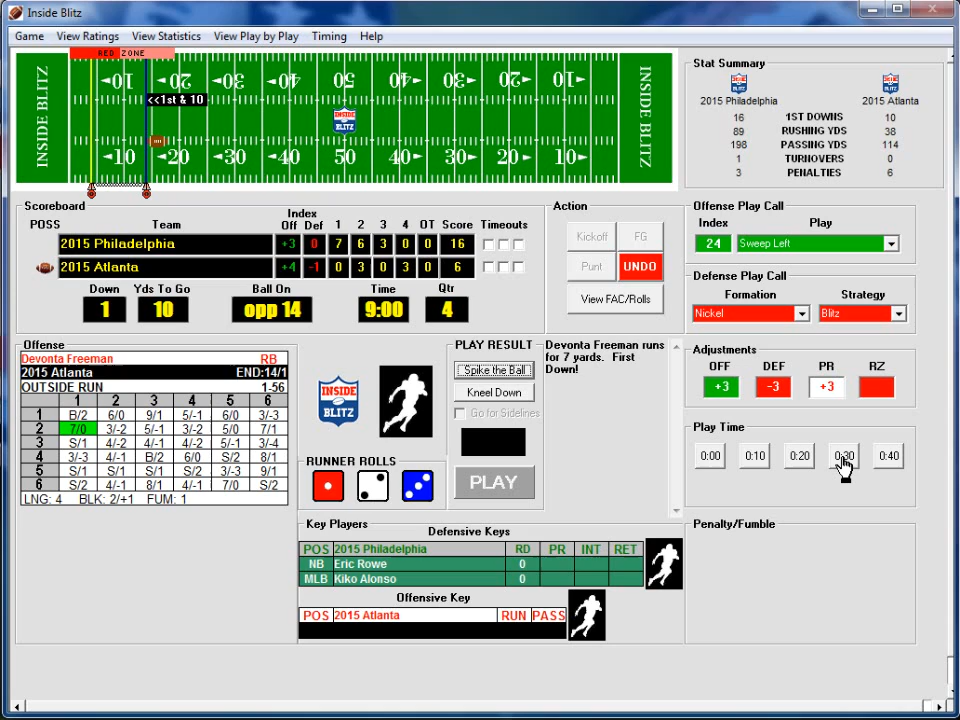 Inside Blitz
Game View Ratings View Statistics View Play by Play Timing Help
RED ZONE
INSIDE BLITZ
10 20 30 40 50 40 30 20 10
<<1st & 10
INSIDE BLITZ
10 20 30 40 50 40 30 20 10
INSIDE BLITZ
Stat Summary
INSIDE BLITZ INSIDE BLITZ
2015 Philadelphia 2015 Atlanta
16 1ST DOWNS 10
89 RUSHING YDS 38
198 PASSING YDS 114
1 TURNOVERS 0
3 PENALTIES 6
Scoreboard
Index
POSS Team Off Def 1 2 3 4 OT Score Timeouts
2015 Philadelphia +3 0 7 6 3 0 0 16
2015 Atlanta +4 -1 0 3 0 3 0 6
Down Yds To Go Ball On Time Qtr
1 10 opp 14 9:00 4
Action
Kickoff FG
Punt UNDO
View FAC/Rolls
Offense Play Call
Index Play
24 Sweep Left
Defense Play Call
Formation Strategy
Nickel Blitz
Offense
Devonta Freeman RB
2015 Atlanta END:14/1
OUTSIDE RUN 1-56
1 2 3 4 5 6
1 B/2 6/0 9/1 5/-1 6/0 3/-3
2 7/0 3/-2 5/-1 3/-2 5/0 7/1
3 S/1 4/-2 4/-1 4/-2 5/-1 3/-4
4 3/-3 4/-1 B/2 6/0 S/2 8/1
5 S/1 S/1 S/1 S/2 3/-3 9/1
6 S/2 4/-1 8/1 4/-1 7/0 S/2
LNG: 4 BLK: 2/+1 FUM: 1
INSIDE BLITZ
RUNNER ROLLS
PLAY RESULT
Spike the Ball
Kneel Down
Go for Sidelines
PLAY
Devonta Freeman runs
for 7 yards. First
Down!
Adjustments
OFF DEF PR RZ
+3 -3 +3
Play Time
0:00 0:10 0:20 0:30 0:40
Key Players
Defensive Keys
POS 2015 Philadelphia RD PR INT RET
NB Eric Rowe 0
MLB Kiko Alonso 0
Offensive Key
POS 2015 Atlanta RUN PASS
Penalty/Fumble